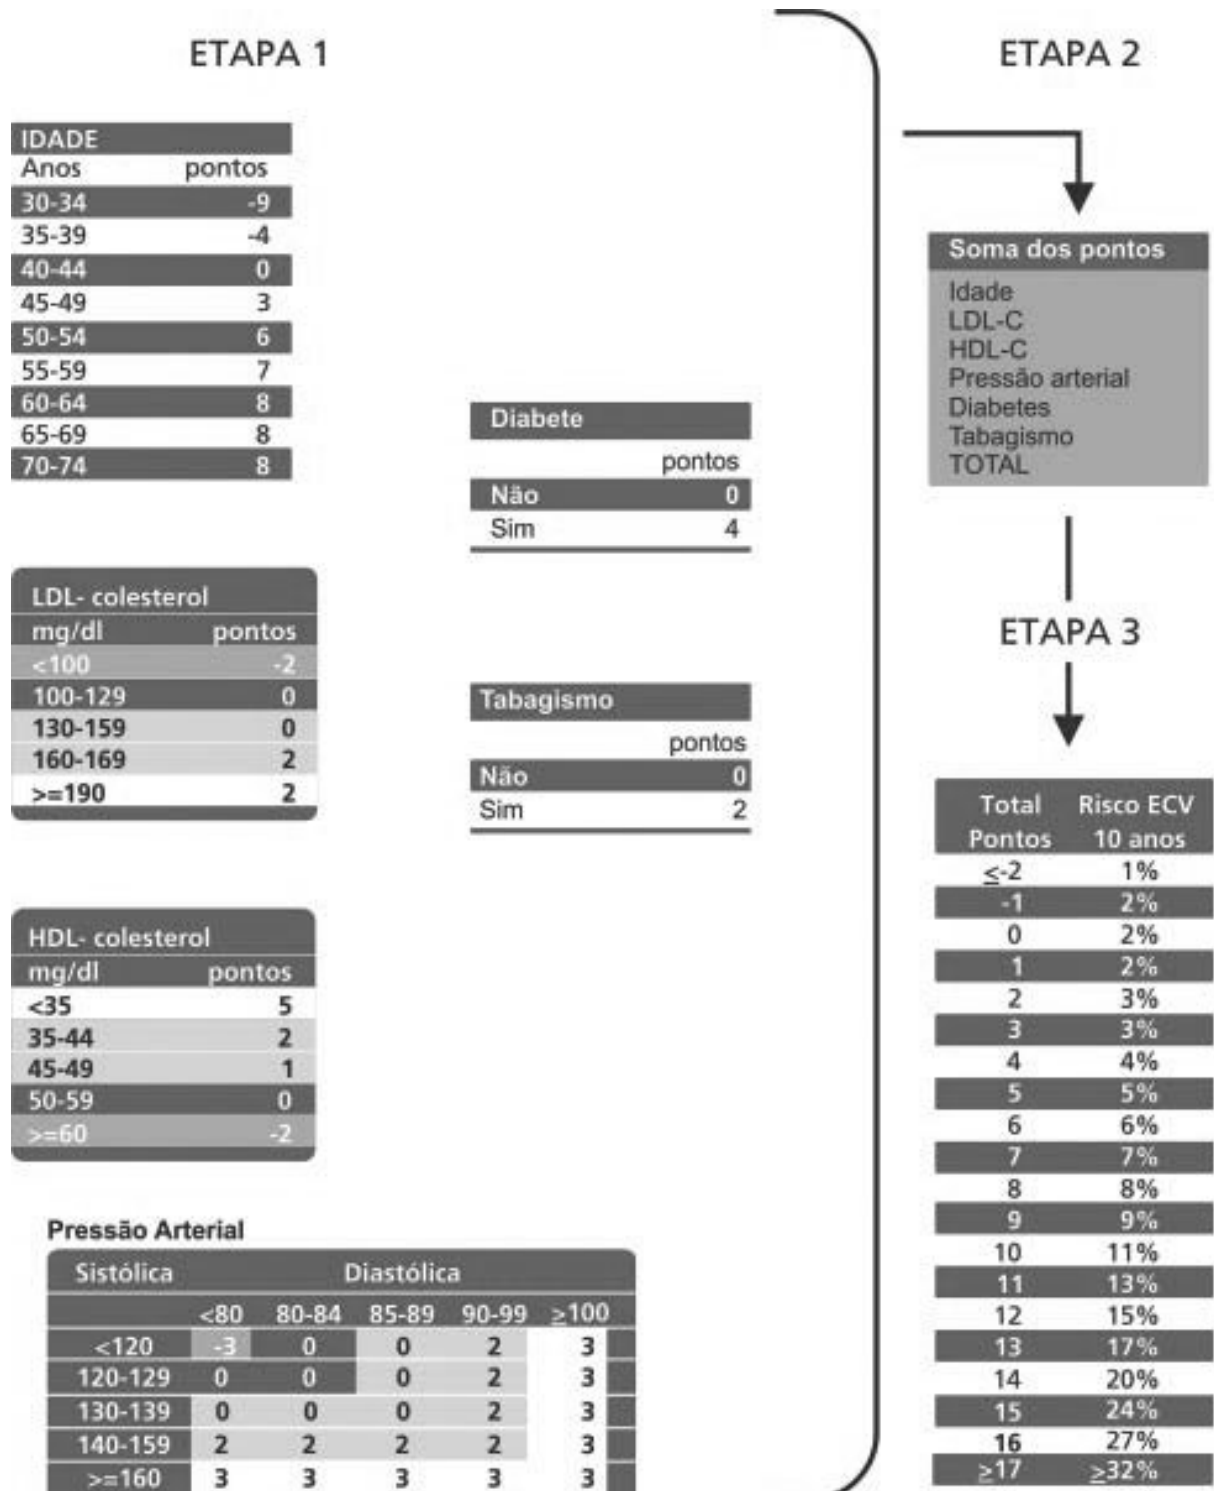 ETAPA 1
IDADE
Anos pontos
30-34 -9
35-39 -4
40-44 0
45-49 3
50-54 6
55-59 7
60-64 8
65-69 8
70-74 8
LDL- colesterol
mg/dl pontos
<100 -2
100-129 0
130-159 0
160-169 2
>=190 2
HDL- colesterol
mg/dl pontos
<35 5
35-44 2
45-49 1
50-59 0
>=60 -2
Diabete
pontos
Não 0
Sim 4
Tabagismo
pontos
Não 0
Sim 2
Pressão Arterial
Sistólica Diastólica
<80 80-84 85-89 90-99 ≥100
<120 -3 0 0 2 3
120-129 0 0 0 2 3
130-139 0 0 0 2 3
140-159 2 2 2 2 3
>=160 3 3 3 3 3
ETAPA 2
Soma dos pontos
Idade
LDL-C
HDL-C
Pressão arterial
Diabetes
Tabagismo
TOTAL
ETAPA 3
Total Risco ECV
Pontos 10 anos
≤-2 1%
-1 2%
0 2%
1 2%
2 3%
3 3%
4 4%
5 5%
6 6%
7 7%
8 8%
9 9%
10 11%
11 13%
12 15%
13 17%
14 20%
15 24%
16 27%
≥17 ≥32%